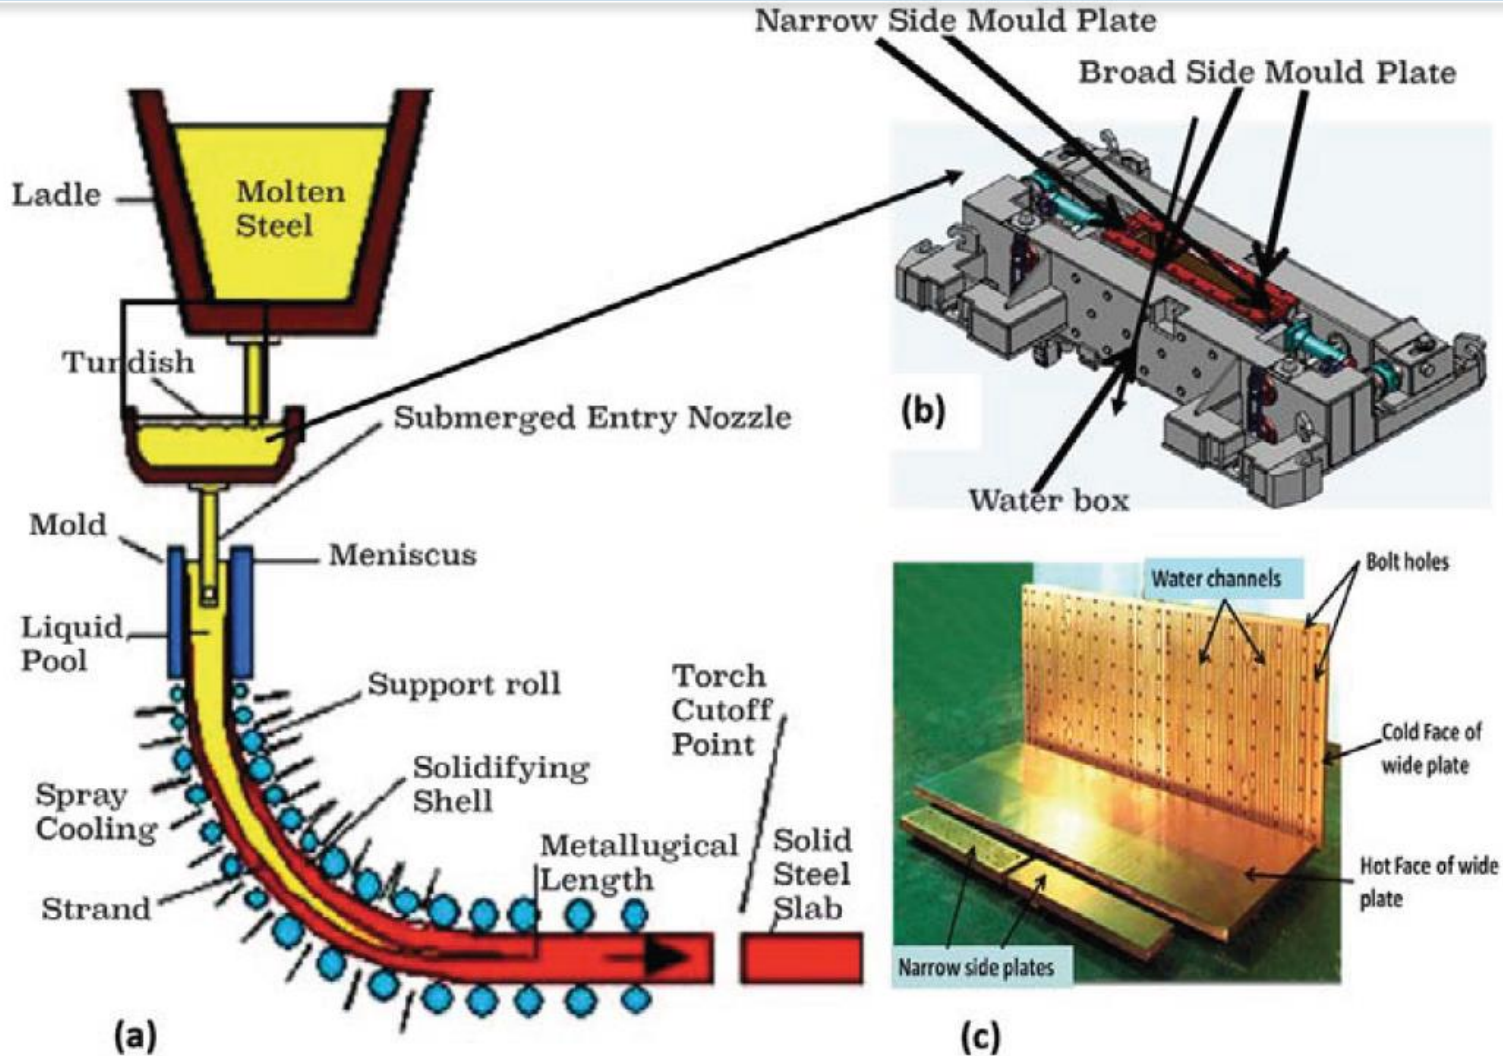 Narrow Side Mould Plate
Broad Side Mould Plate
Ladle
Molten
Steel
Tundish
Submerged Entry Nozzle
(b)
Water box
Mold
Meniscus
Liquid
Pool
Support roll
Torch
Cutoff
Point
Spray
Cooling
Solidifying
Shell
Metallugical
Length
Solid
Steel
Slab
Strand
(a)
Water channels
Bolt holes
Cold Face of
wide plate
Hot Face of wide
plate
Narrow side plates
(c)